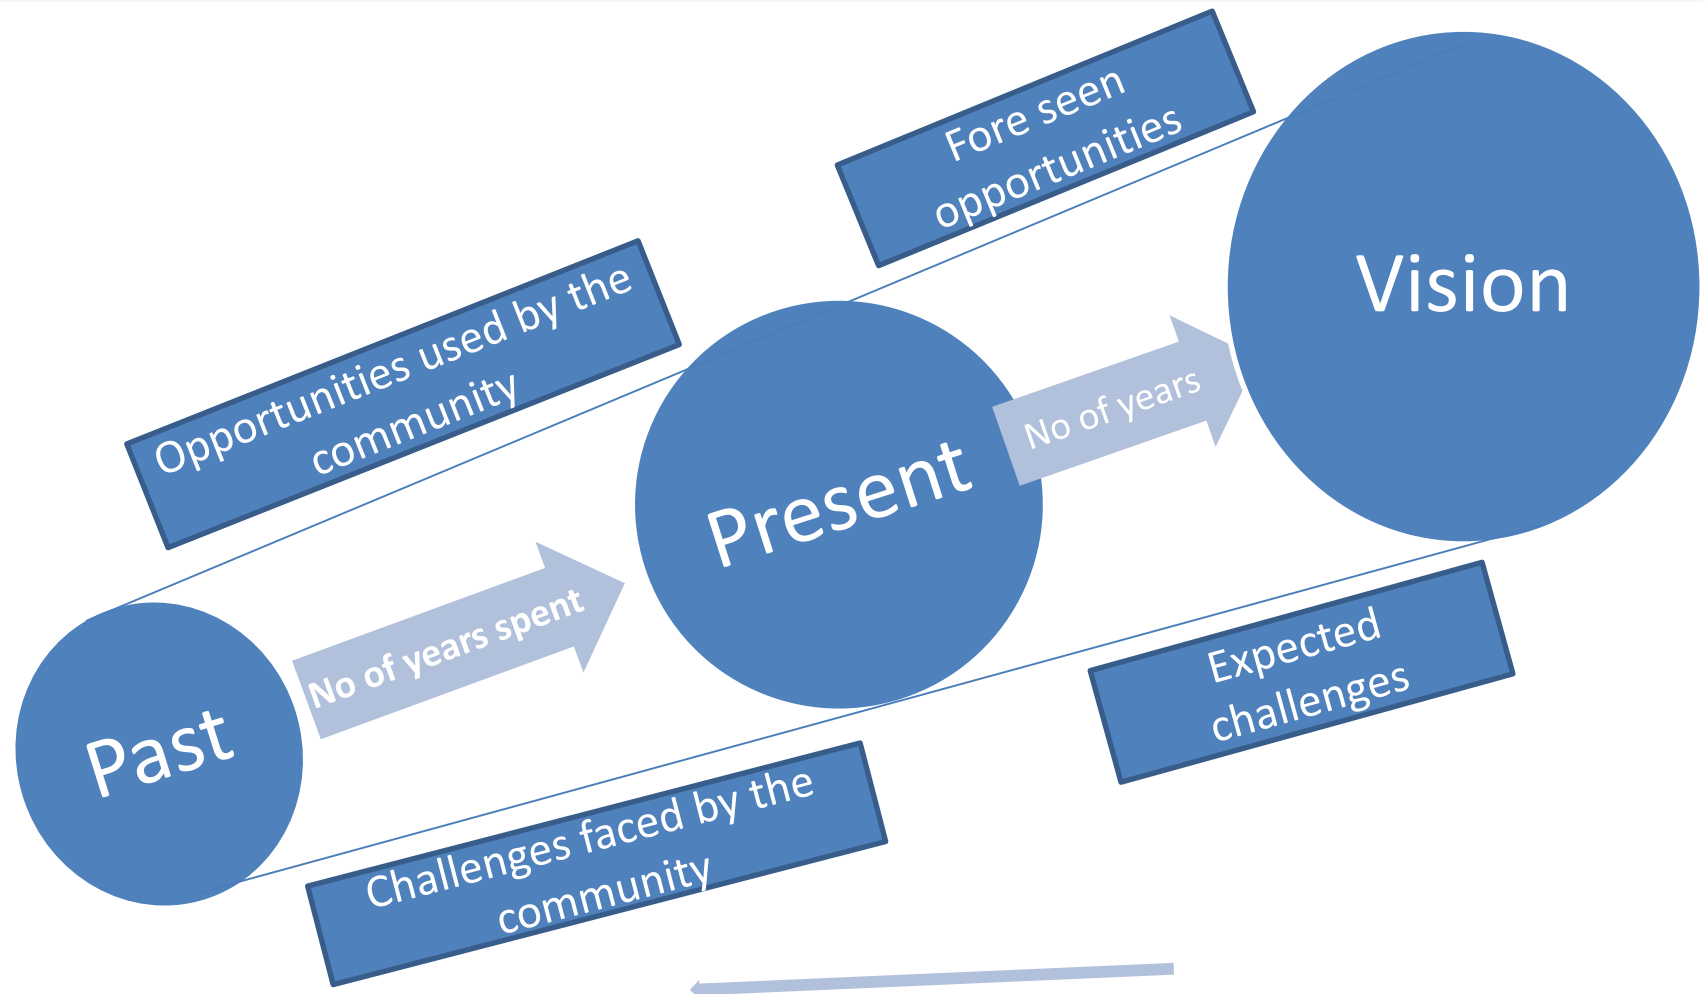 Fore seen
opportunities
Vision
Opportunities used by the
community
No of years
Present
No of years spent
Expected
challenges
Past
Challenges faced by the
community